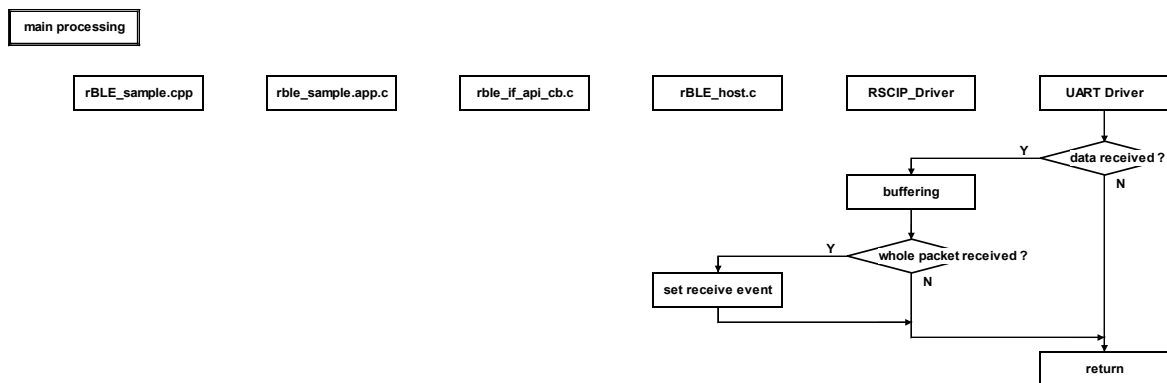 main processing
rBLE_sample.cpp
rble_sample.app.c
rble_if_api_cb.c
rBLE_host.c
RSCIP_Driver
UART Driver
Y
data received ?
N
buffering
Y
whole packet received ?
N
set receive event
return